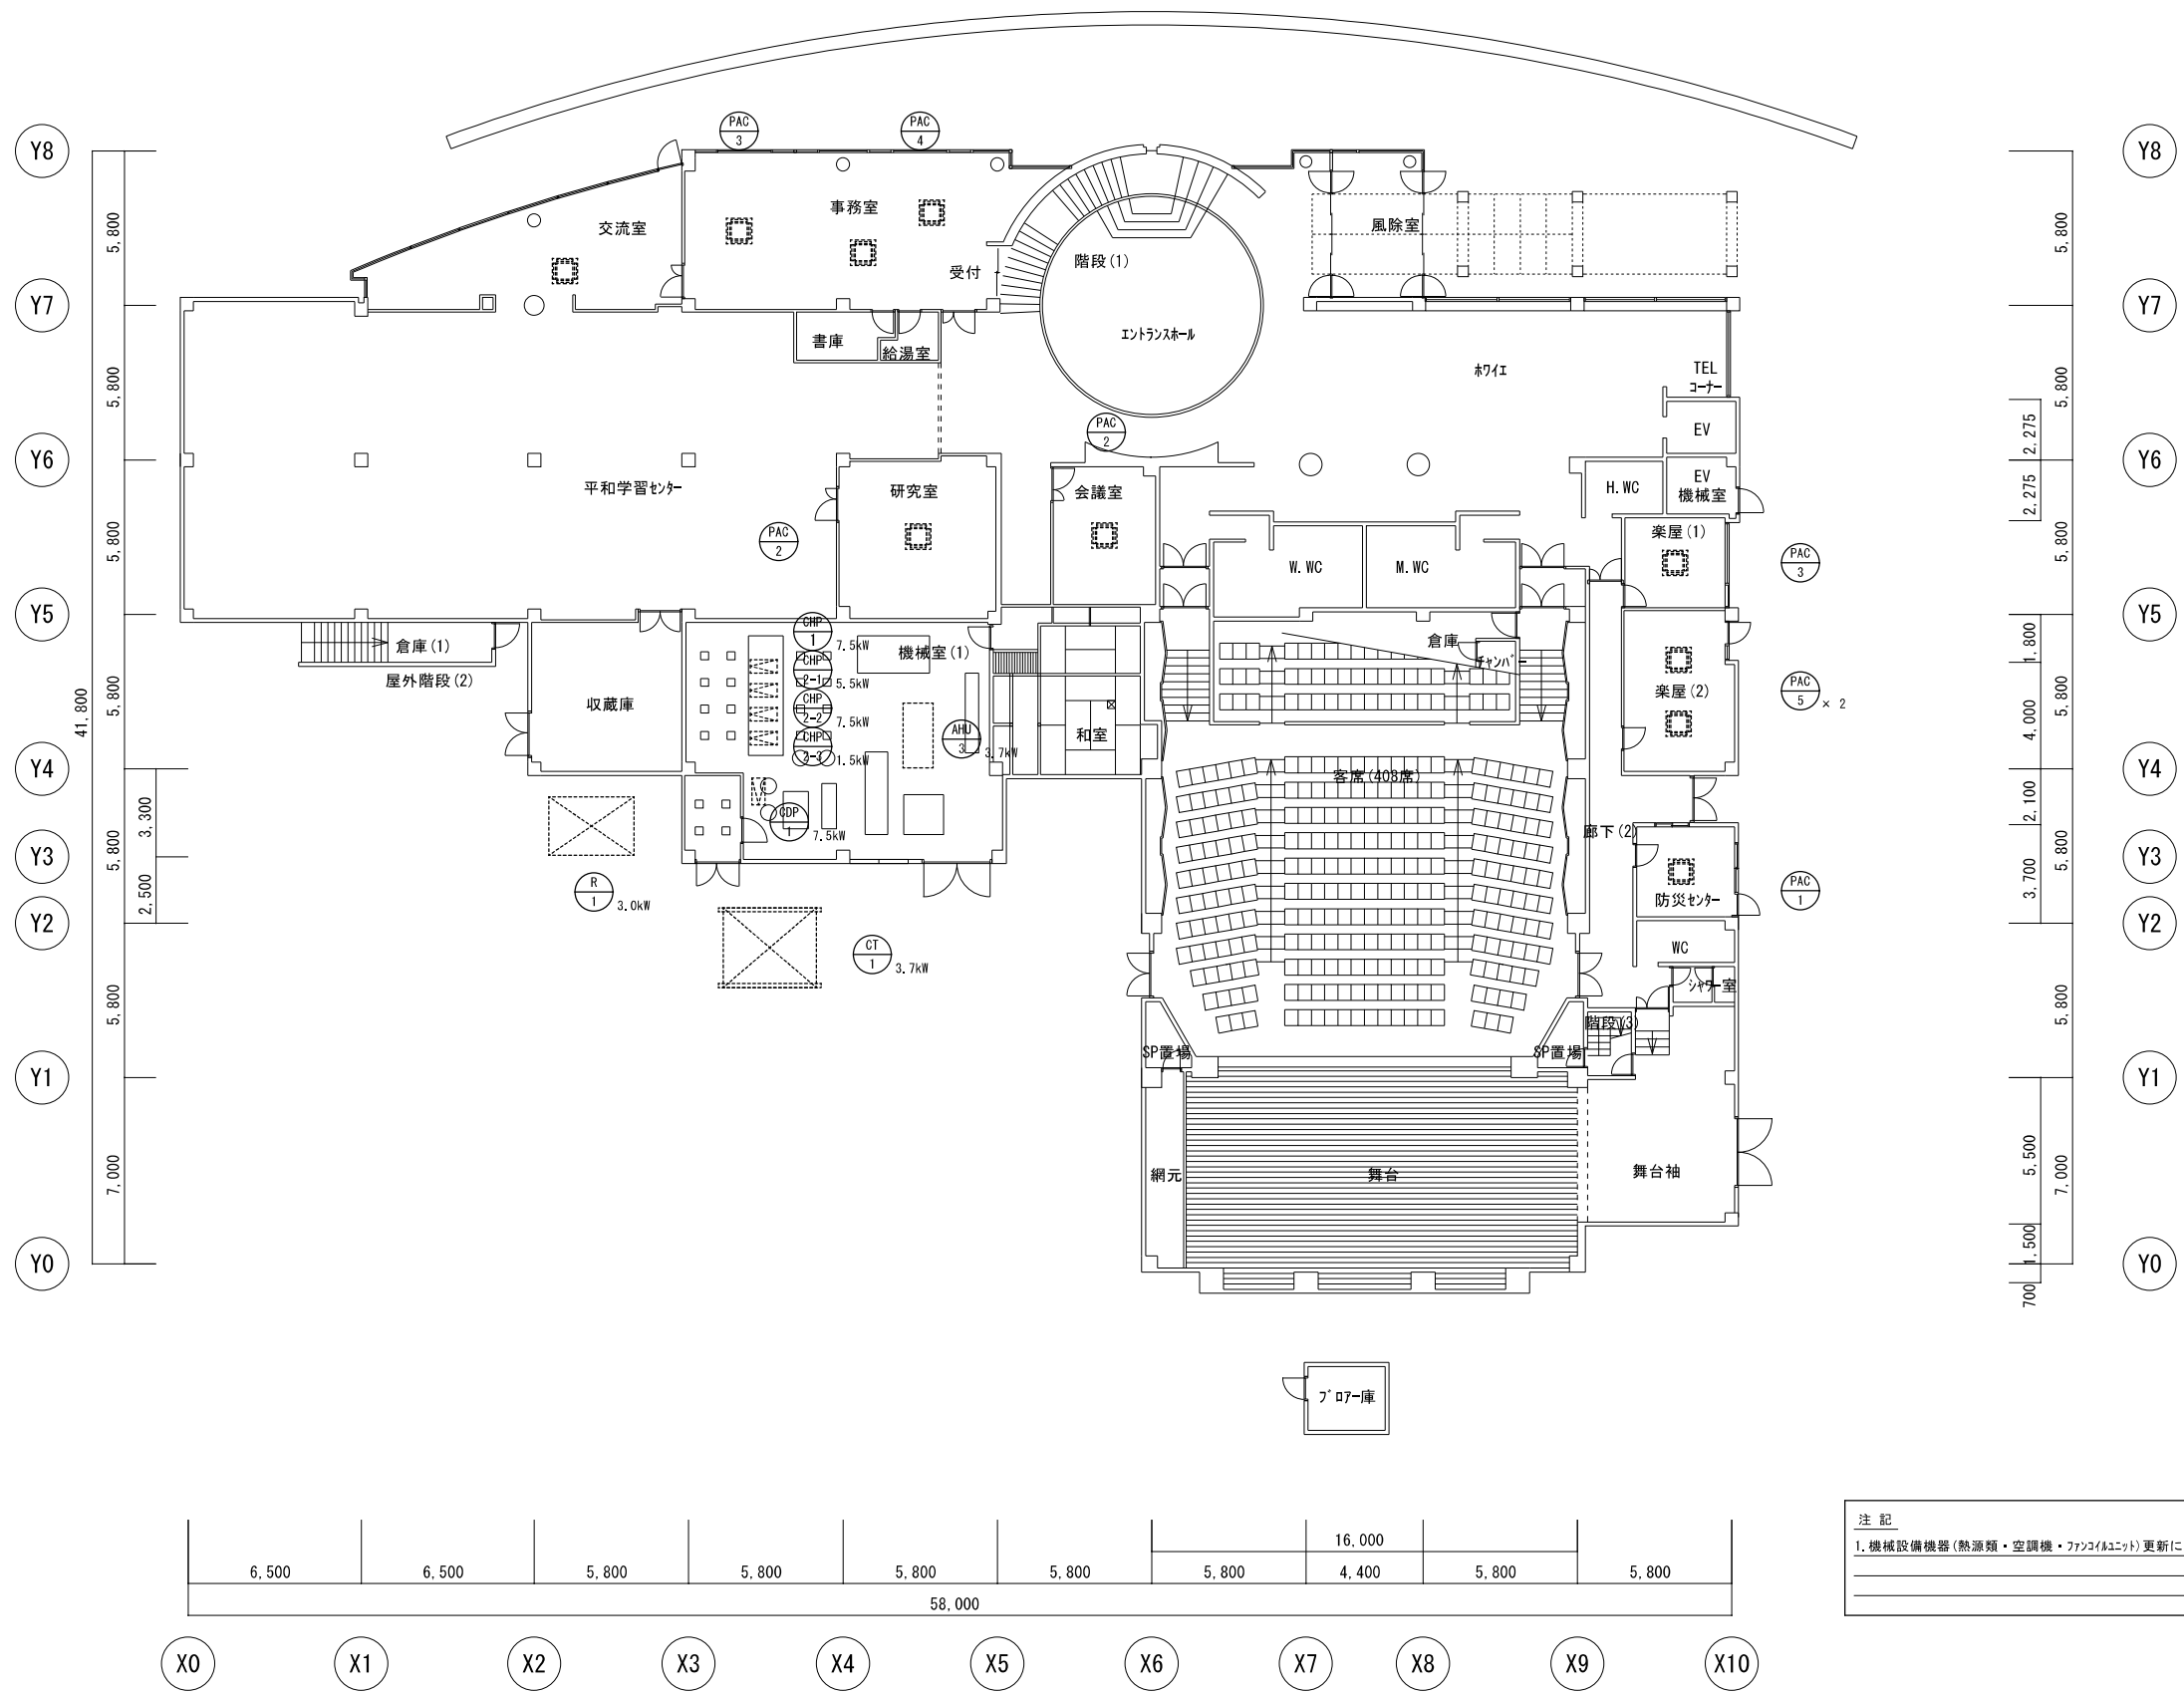 PAC
3
PAC
4
Y8
Y8
5,800
交流室
事務室
風除室
5,800
受付
階段(1)
Y7
Y7
書庫
給湯室
エントランスホール
ホワイエ
TEL
コーナー
5,800
5,800
PAC
2
EV
2,275
Y6
Y6
平和学習センター
研究室
会議室
H.WC
EV
機械室
2,275
楽屋(1)
PAC
2
5,800
5,800
W.WC
M.WC
PAC
3
Y5
Y5
CHP
1
7.5kW
倉庫(1)
機械室(1)
倉庫
チャンバー
1,800
屋外階段(2)
CHP
2-1
5.5kW
収蔵庫
楽屋(2)
PAC
5
× 2
5,800
5,800
41,800
CHP
2-2
7.5kW
4,000
AHU
3
3.7kW
和室
CHP
2-3
1.5kW
Y4
Y4
客席(408席)
3,300
2,100
CDP
1
7.5kW
廊下(2)
5,800
5,800
Y3
Y3
R
1
3.0kW
防災センター
PAC
1
2,500
3,700
Y2
Y2
CT
1
3.7kW
WC
シャワー室
5,800
5,800
階段(3)
SP置場
SP置場
Y1
Y1
7,000
網元
舞台
舞台袖
5,500
7,000
1,500
Y0
Y0
700
ブロアー庫
注 記
1.機械設備機器(熱源類・空調機・ファンコイルユニット)更新に
16,000
6,500
6,500
5,800
5,800
5,800
5,800
5,800
4,400
5,800
5,800
58,000
X0
X1
X2
X3
X4
X5
X6
X7
X8
X9
X10